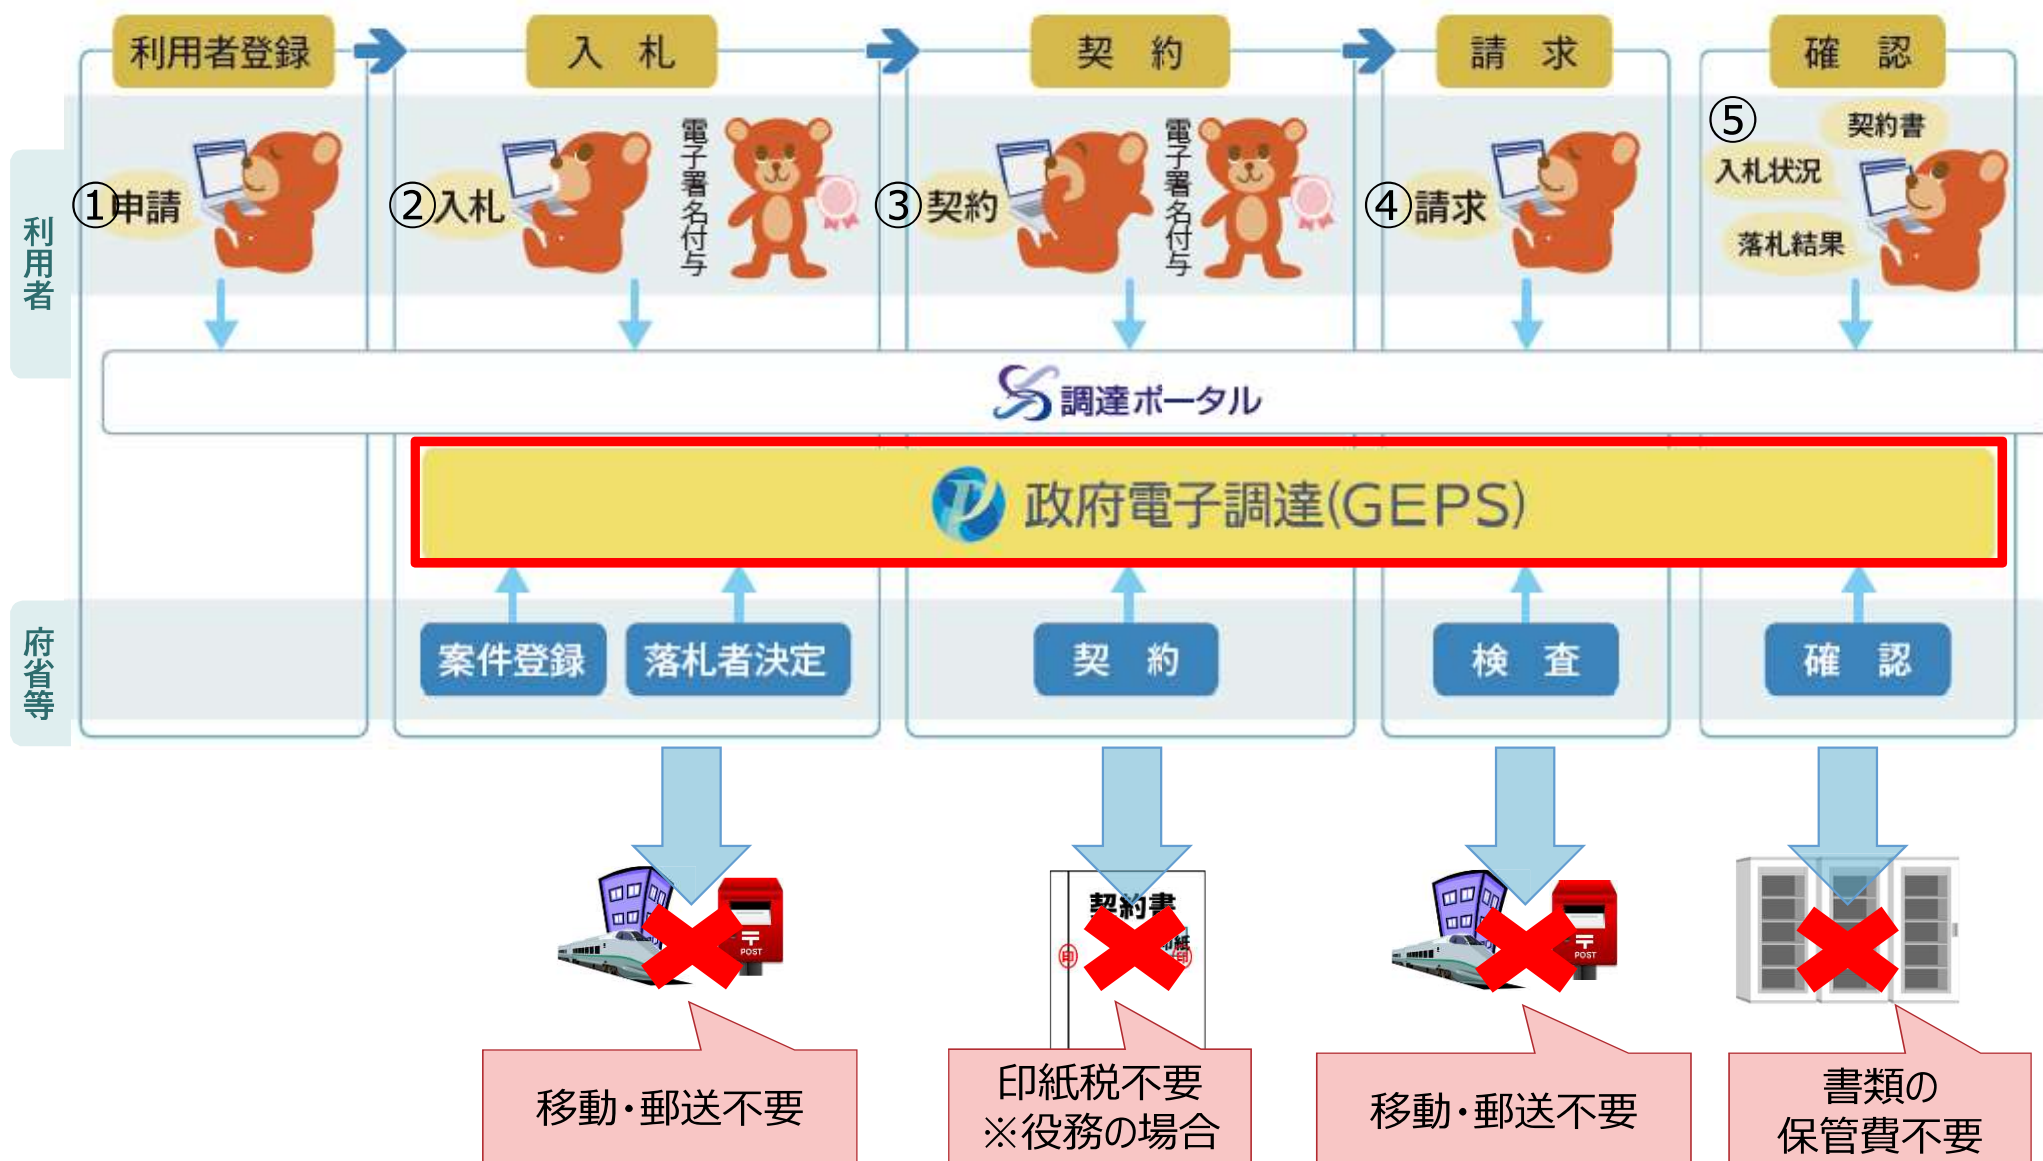 利用者登録
入 札
契 約
請 求
確 認
利用者
①申請
②入札
電子署名付与
③契約
電子署名付与
④請求
⑤
契約書
入札状況
落札結果
調達ポータル
政府電子調達(GEPS)
府省等
案件登録
落札者決定
契 約
検 査
確 認
〒
POST
契約書
印紙
印
印
〒
POST
移動・郵送不要
印紙税不要
※役務の場合
移動・郵送不要
書類の
保管費不要